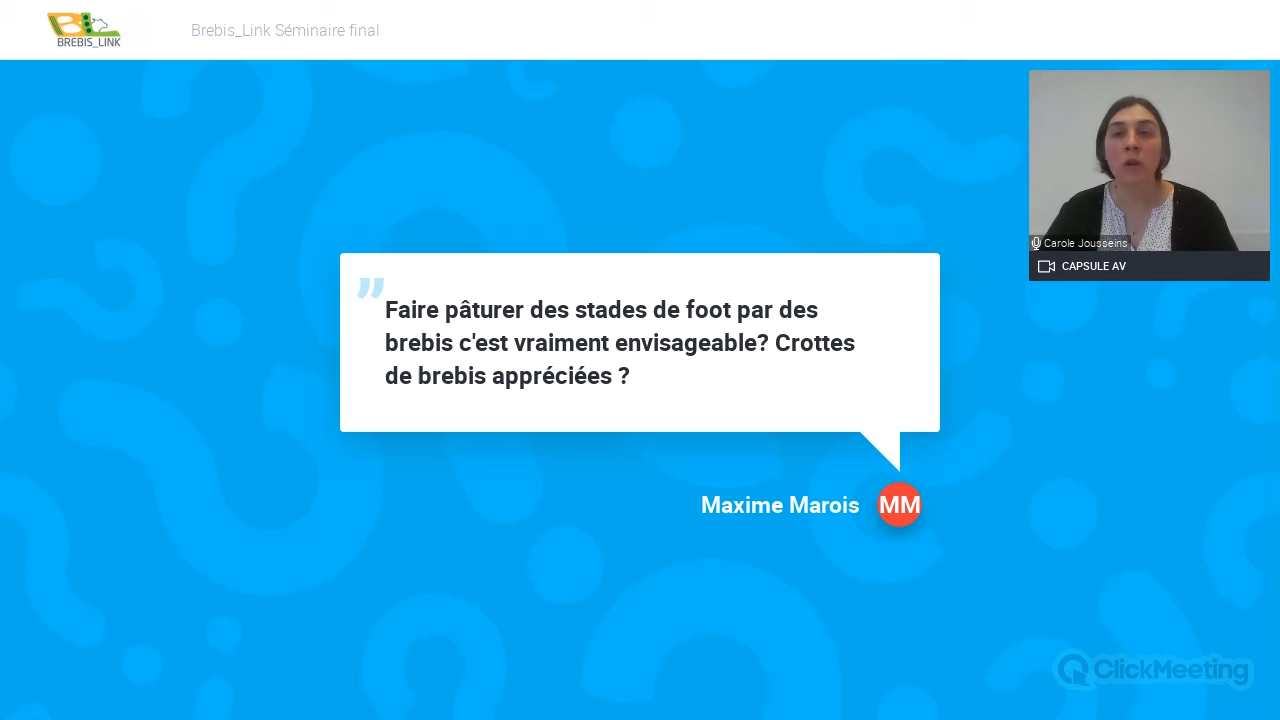 BREBIS_LINK
Brebis_Link Séminaire final
Carole Jousseins
CAPSULE AV
Faire pâturer des stades de foot par des
brebis c'est vraiment envisageable? Crottes
de brebis appréciées ?
Maxime Marois
MM
ClickMeeting